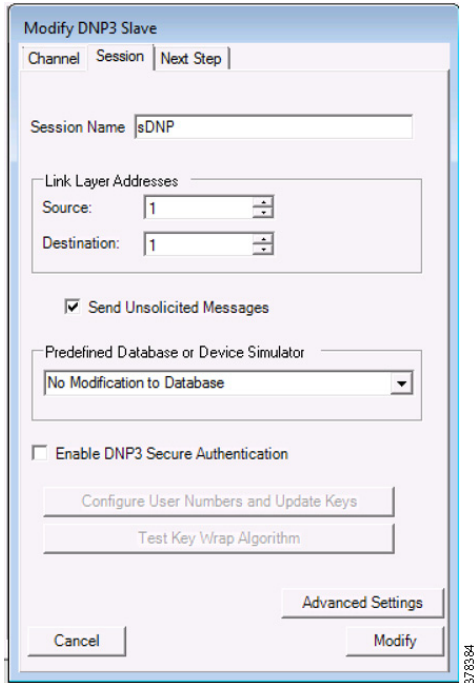 Modify DNP3 Slave
Channel Session Next Step
Session Name sDNP
Link Layer Addresses
Source: 1
Destination: 1
Send Unsolicited Messages
Predefined Database or Device Simulator
No Modification to Database
Enable DNP3 Secure Authentication
Configure User Numbers and Update Keys
Test Key Wrap Algorithm
Advanced Settings
Cancel Modify
378384